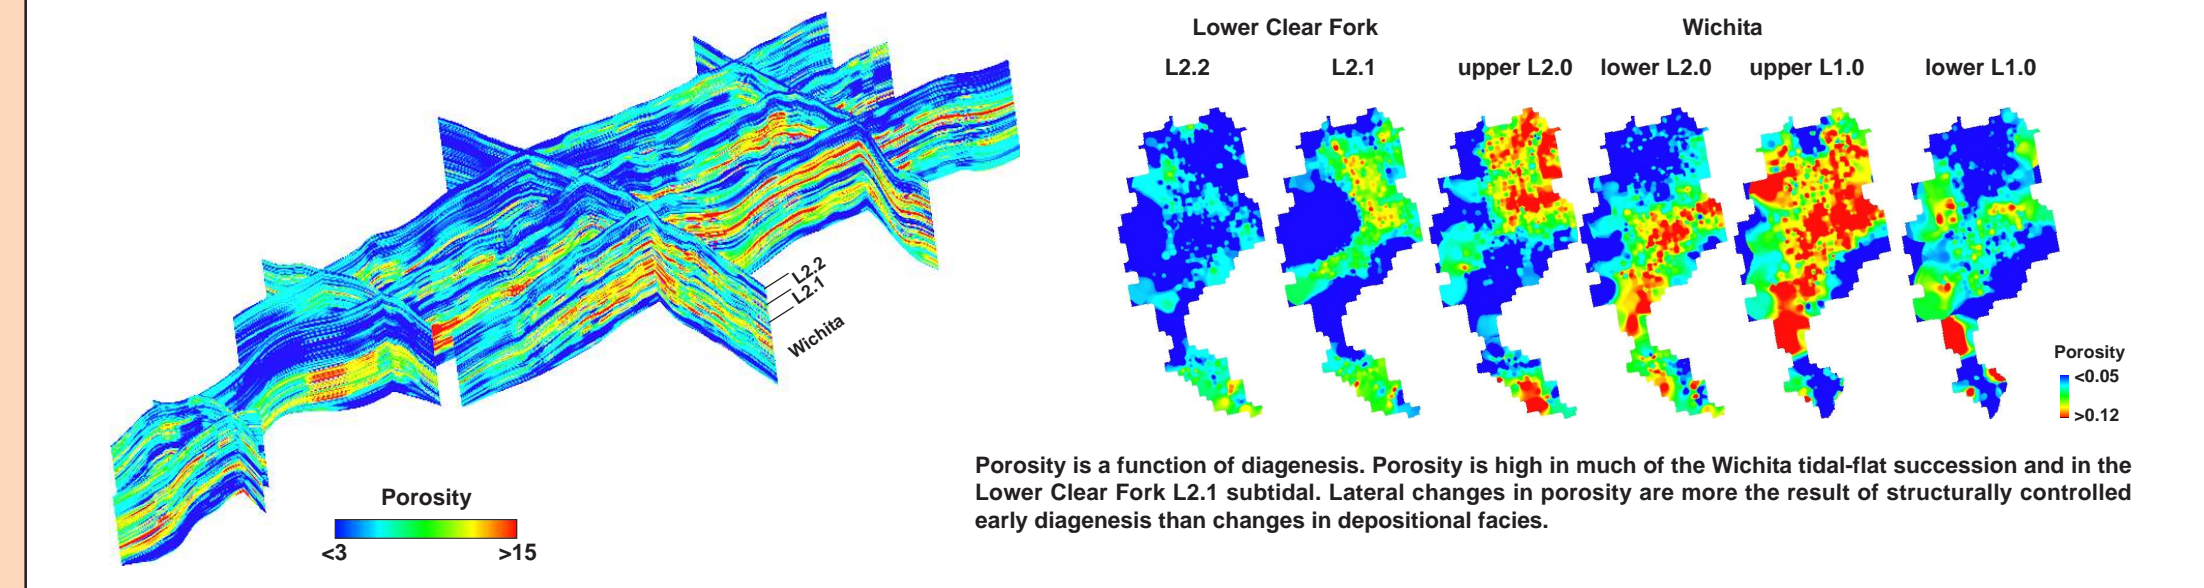 Lower Clear Fork
Wichita
L2.2
L2.1
upper L2.0
lower L2.0
upper L1.0
lower L1.0
L2.2
L2.1
Wichita
Porosity
<0.05
>0.12
Porosity
<3
>15
Porosity is a function of diagenesis. Porosity is high in much of the Wichita tidal-flat succession and in the
Lower Clear Fork L2.1 subtidal. Lateral changes in porosity are more the result of structurally controlled
early diagenesis than changes in depositional facies.